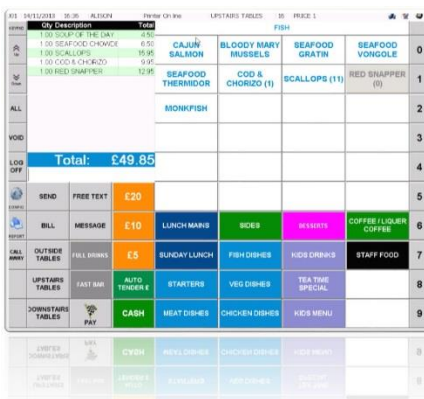 J01 14/11/2013 16:35 ALISON Printer On line UPSTAIRS TABLES 16 PRICE 1
Qty Description Total
1.00 SOUP OF THE DAY 4.50
1.00 SEAFOOD CHOWDE 6.50
1.00 SCALLOPS 15.95
1.00 COD & CHORIZO 9.95
1.00 RED SNAPPER 12.95
FISH
CAJUN SALMON
BLOODY MARY MUSSELS
SEAFOOD GRATIN
SEAFOOD VONGOLE
0
SEAFOOD THERMIDOR
COD & CHORIZO (1)
SCALLOPS (11)
RED SNAPPER (0)
1
ALL
MONKFISH
2
VOID
3
LOG OFF
Total: £49.85
4
SEND
FREE TEXT
£20
5
REPORT
BILL
MESSAGE
£10
LUNCH MAINS
SIDES
DESSERTS
COFFEE / LIQUER COFFEE
6
CALL AWAY
OUTSIDE TABLES
FULL DRINKS
£5
SUNDAY LUNCH
FISH DISHES
KIDS DRINKS
STAFF FOOD
7
UPSTAIRS TABLES
FAST BAR
AUTO TENDER £
STARTERS
VEG DISHES
TEA TIME SPECIAL
8
DOWNSTAIRS TABLES
PAY
CASH
MEAT DISHES
CHICKEN DISHES
KIDS MENU
9